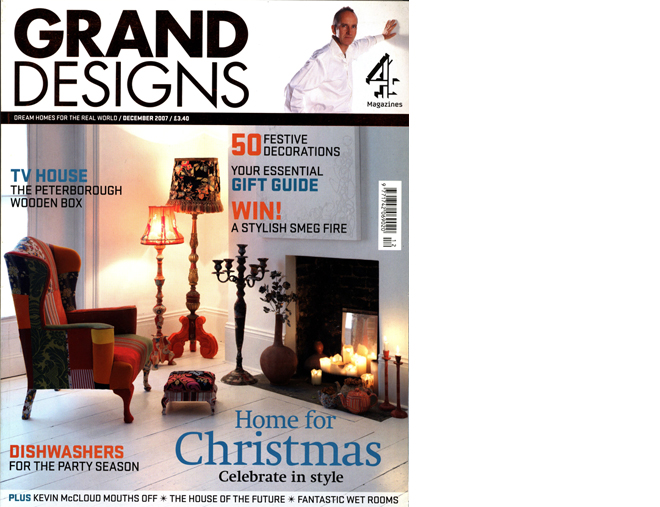 GRAND
DESIGNS
4
Magazines
DREAM HOMES FOR THE REAL WORLD / DECEMBER 2007 / £3.40
50 FESTIVE
DECORATIONS
YOUR ESSENTIAL
GIFT GUIDE
WIN!
A STYLISH SMEG FIRE
TV HOUSE
THE PETERBOROUGH
WOODEN BOX
12
Home for
Christmas
Celebrate in style
DISHWASHERS
FOR THE PARTY SEASON
PLUS KEVIN McCLOUD MOUTHS OFF ✶ THE HOUSE OF THE FUTURE ✶ FANTASTIC WET ROOMS